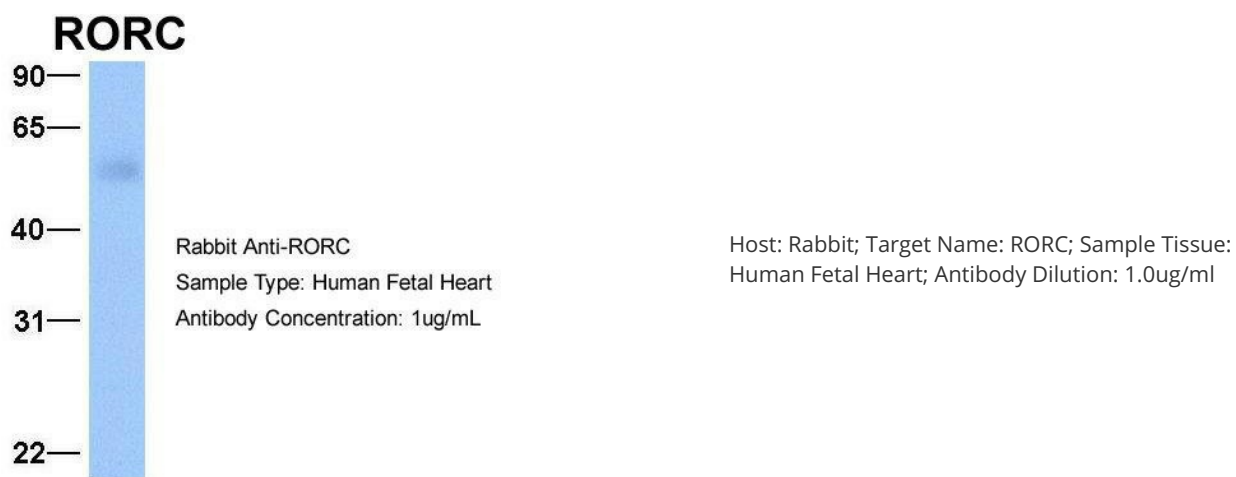 RORC
90
65
40
31
22
Rabbit Anti-RORC
Sample Type: Human Fetal Heart
Antibody Concentration: 1ug/mL
Host: Rabbit; Target Name: RORC; Sample Tissue:
Human Fetal Heart; Antibody Dilution: 1.0ug/ml